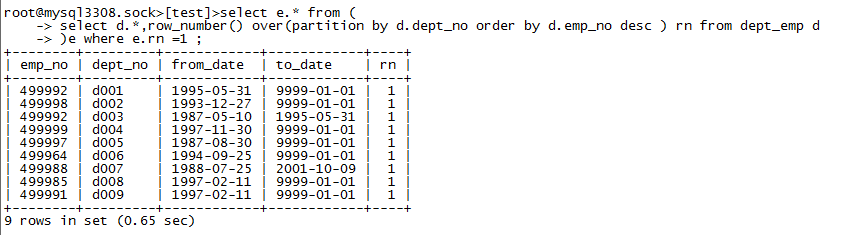 root@mysql3308.sock>[test]>select e.* from (
    -> select d.*,row_number() over(partition by d.dept_no order by d.emp_no desc ) rn from dept_emp d
    -> )e where e.rn =1 ;
+--------+---------+------------+------------+----+
| emp_no | dept_no | from_date  | to_date    | rn |
+--------+---------+------------+------------+----+
| 499992 | d001    | 1995-05-31 | 9999-01-01 |  1 |
| 499998 | d002    | 1993-12-27 | 9999-01-01 |  1 |
| 499992 | d003    | 1987-05-10 | 1995-05-31 |  1 |
| 499999 | d004    | 1997-11-30 | 9999-01-01 |  1 |
| 499997 | d005    | 1987-08-30 | 9999-01-01 |  1 |
| 499964 | d006    | 1994-09-25 | 9999-01-01 |  1 |
| 499988 | d007    | 1988-07-25 | 2001-10-09 |  1 |
| 499985 | d008    | 1997-02-11 | 9999-01-01 |  1 |
| 499991 | d009    | 1997-02-11 | 9999-01-01 |  1 |
+--------+---------+------------+------------+----+
9 rows in set (0.65 sec)